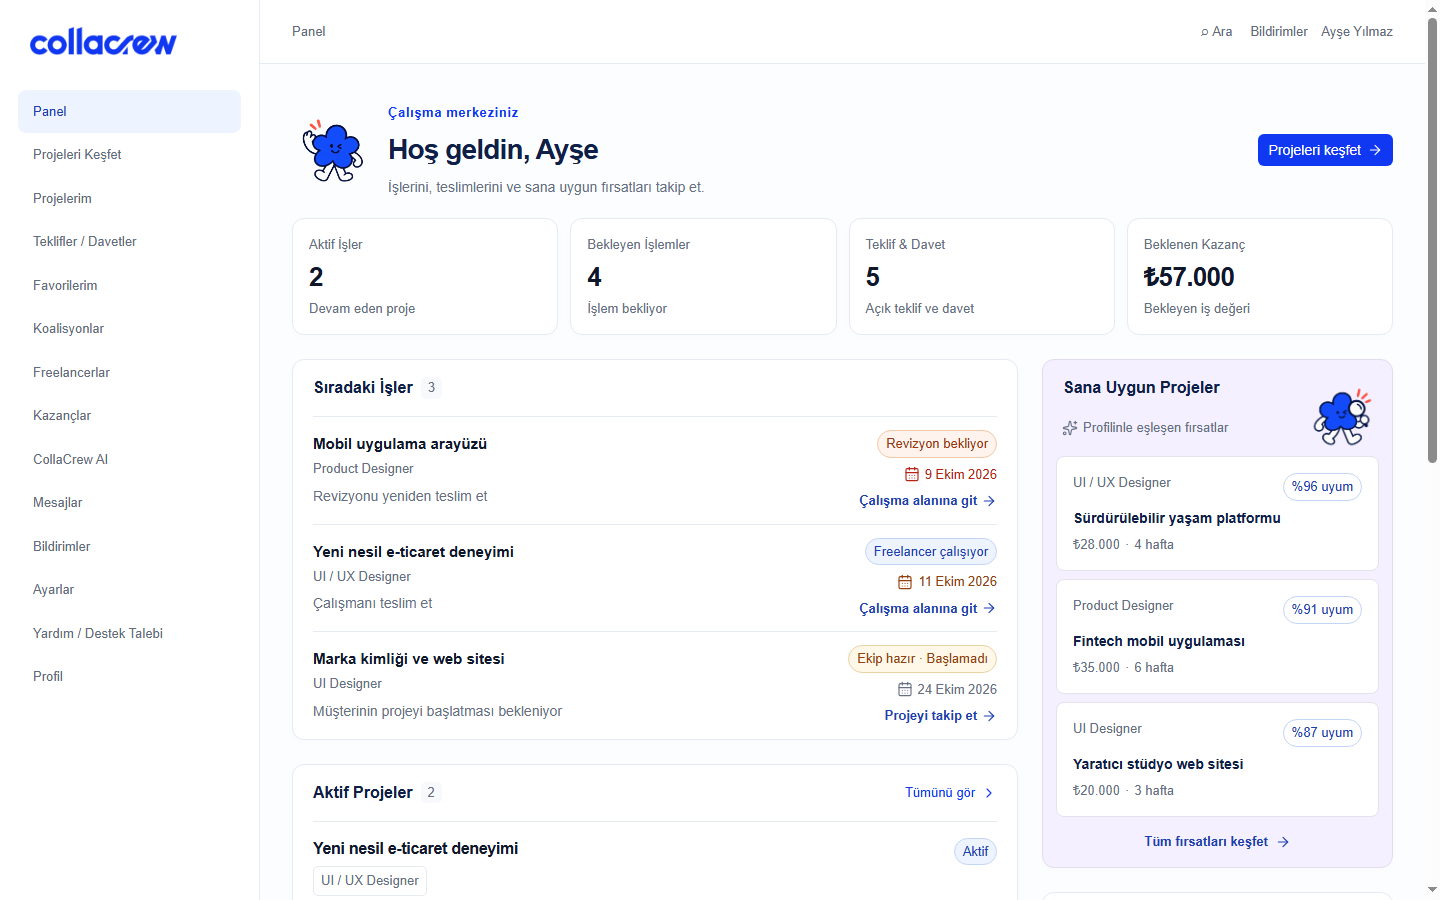 collacrew
Panel
Projeleri Keşfet
Projelerim
Teklifler / Davetler
Favorilerim
Koalisyonlar
Freelancerlar
Kazançlar
CollaCrew AI
Mesajlar
Bildirimler
Ayarlar
Yardım / Destek Talebi
Profil
Panel
Ara
Bildirimler
Ayşe Yılmaz
Çalışma merkeziniz
Hoş geldin, Ayşe
İşlerini, teslimlerini ve sana uygun fırsatları takip et.
Projeleri keşfet →
Aktif İşler
2
Devam eden proje
Bekleyen İşlemler
4
İşlem bekliyor
Teklif & Davet
5
Açık teklif ve davet
Beklenen Kazanç
₺57.000
Bekleyen iş değeri
Sıradaki İşler 3
Mobil uygulama arayüzü
Revizyon bekliyor
Product Designer
9 Ekim 2026
Revizyonu yeniden teslim et
Çalışma alanına git →
Yeni nesil e-ticaret deneyimi
Freelancer çalışıyor
UI / UX Designer
11 Ekim 2026
Çalışmanı teslim et
Çalışma alanına git →
Marka kimliği ve web sitesi
Ekip hazır · Başlamadı
UI Designer
24 Ekim 2026
Müşterinin projeyi başlatması bekleniyor
Projeyi takip et →
Aktif Projeler 2
Tümünü gör >
Yeni nesil e-ticaret deneyimi
Aktif
UI / UX Designer
Sana Uygun Projeler
Profilinle eşleşen fırsatlar
UI / UX Designer
%96 uyum
Sürdürülebilir yaşam platformu
₺28.000 · 4 hafta
Product Designer
%91 uyum
Fintech mobil uygulaması
₺35.000 · 6 hafta
UI Designer
%87 uyum
Yaratıcı stüdyo web sitesi
₺20.000 · 3 hafta
Tüm fırsatları keşfet →